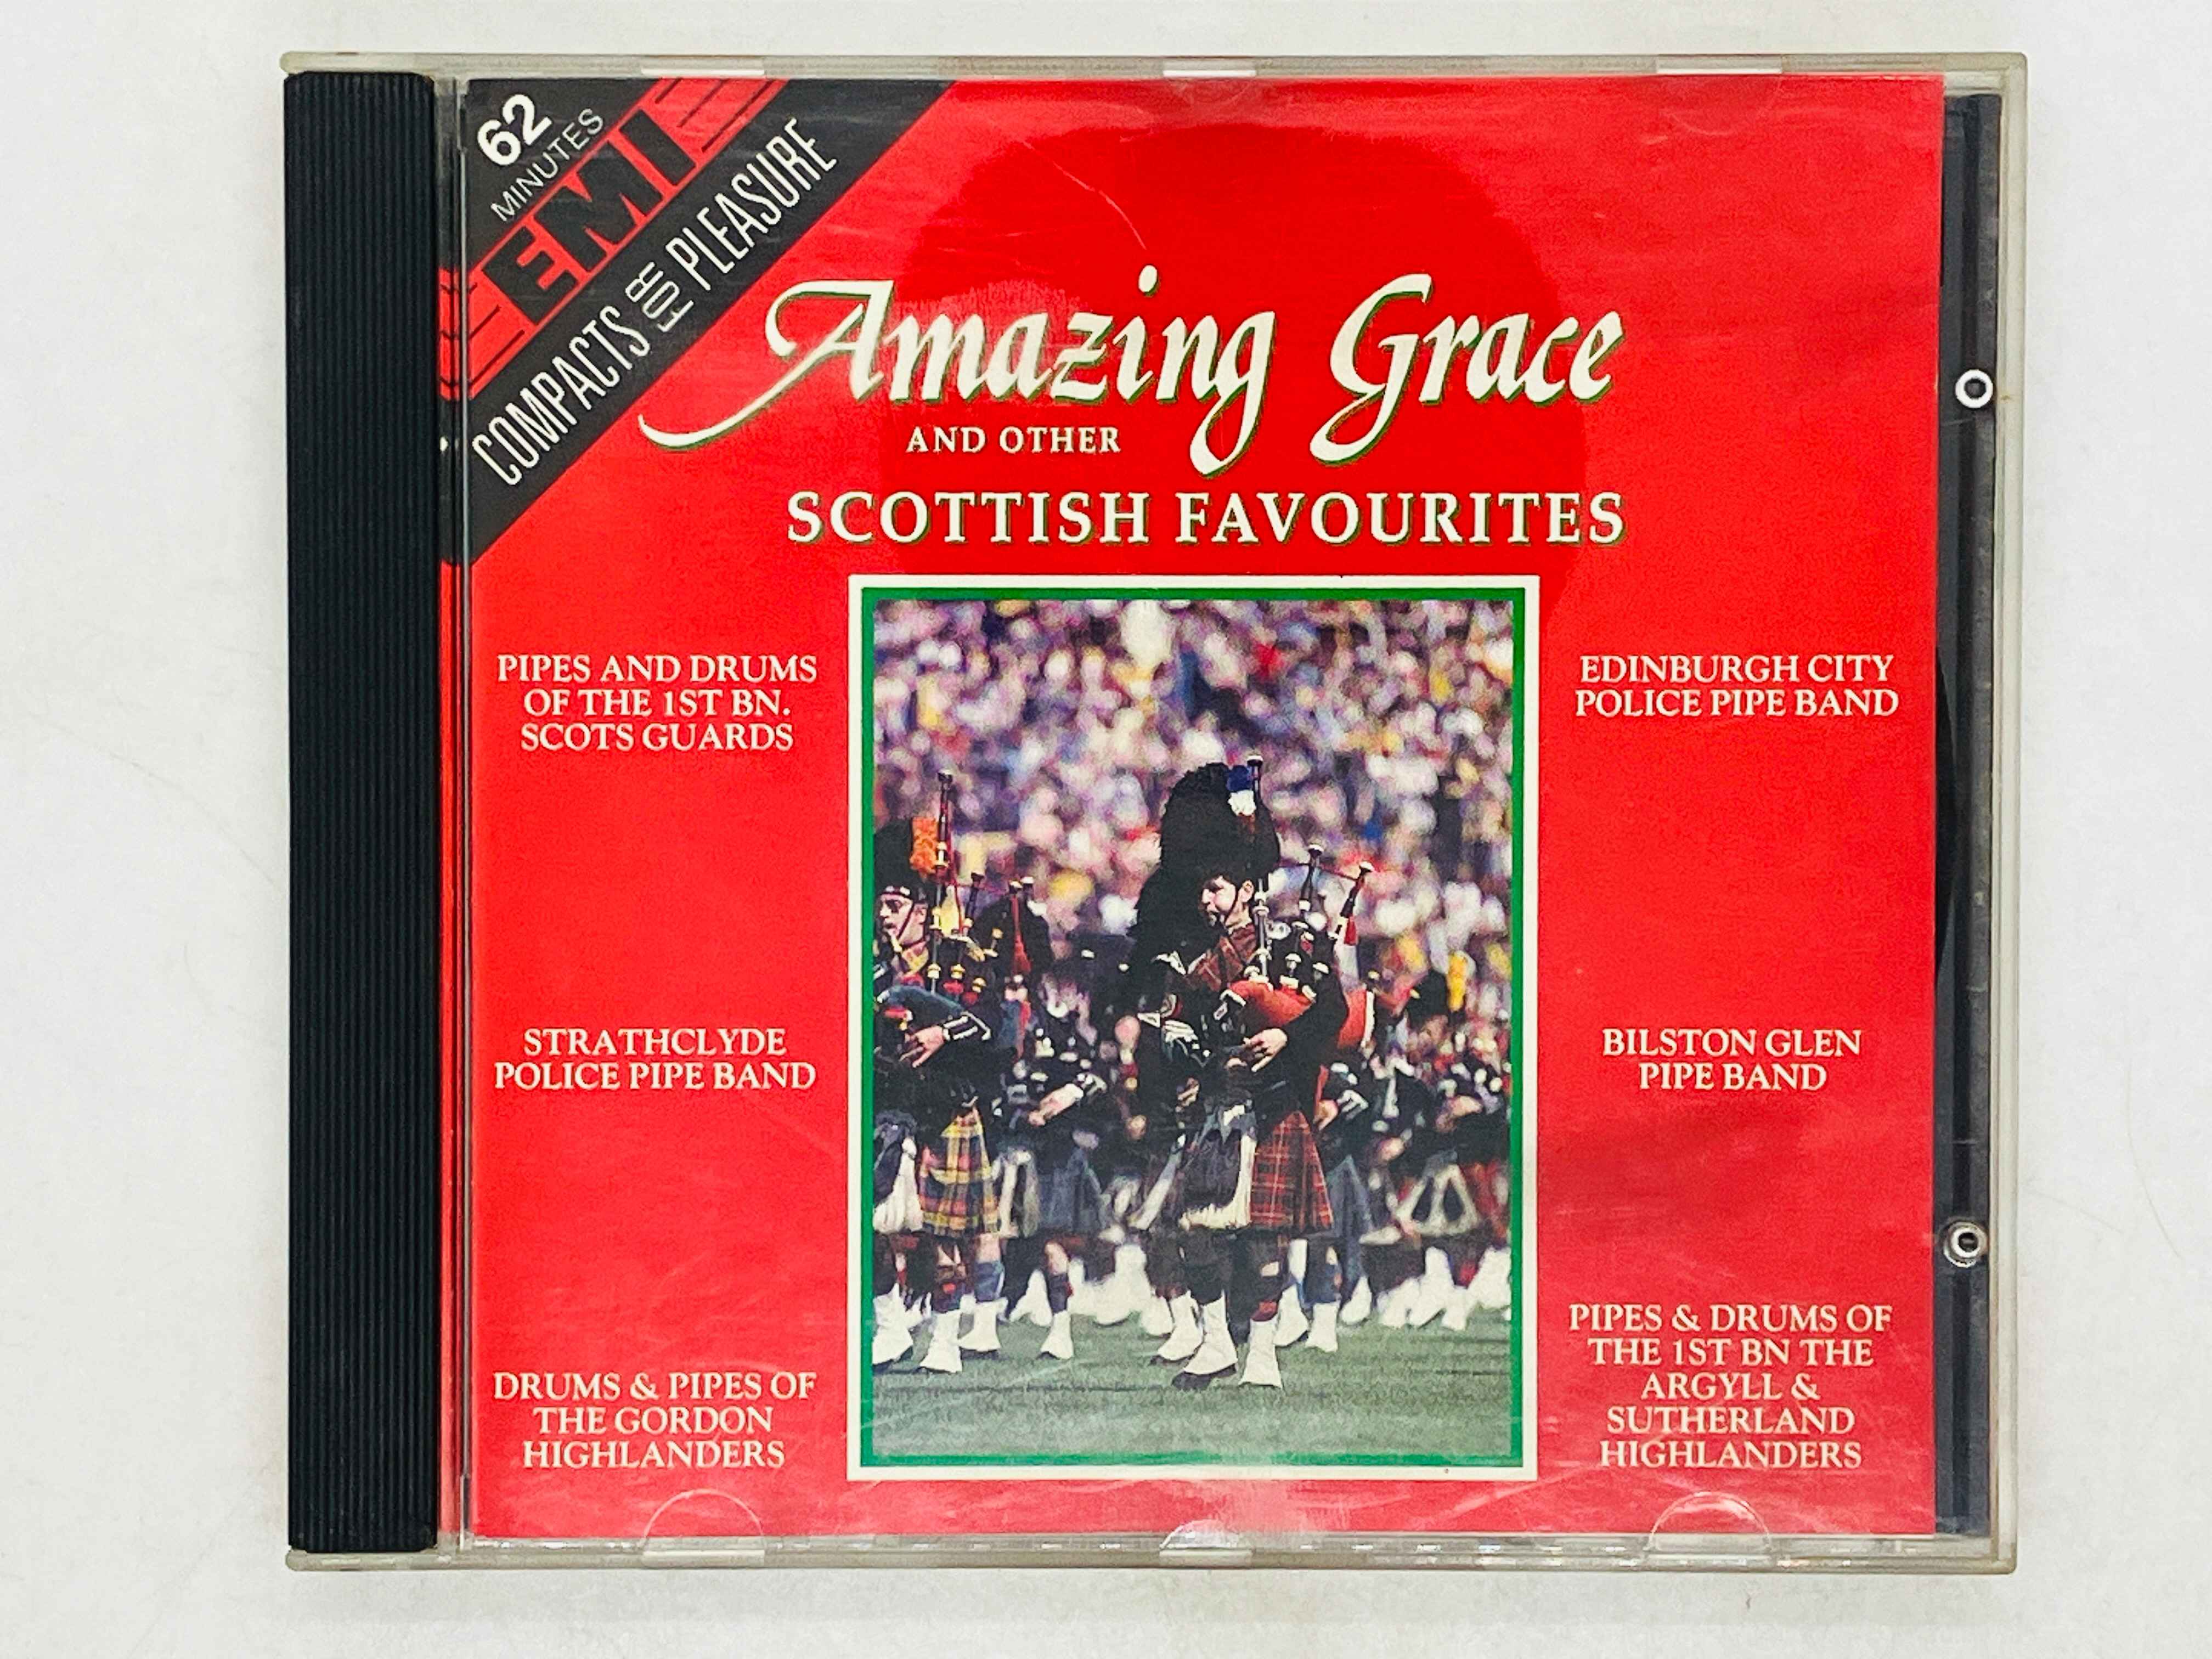 62
MINUTES
EMI
COMPACTS FOR PLEASURE
Amazing Grace
AND OTHER
SCOTTISH FAVOURITES
PIPES AND DRUMS
OF THE 1ST BN.
SCOTS GUARDS
EDINBURGH CITY
POLICE PIPE BAND
STRATHCLYDE
POLICE PIPE BAND
BILSTON GLEN
PIPE BAND
DRUMS & PIPES OF
THE GORDON
HIGHLANDERS
PIPES & DRUMS OF
THE 1ST BN THE
ARGYLL &
SUTHERLAND
HIGHLANDERS